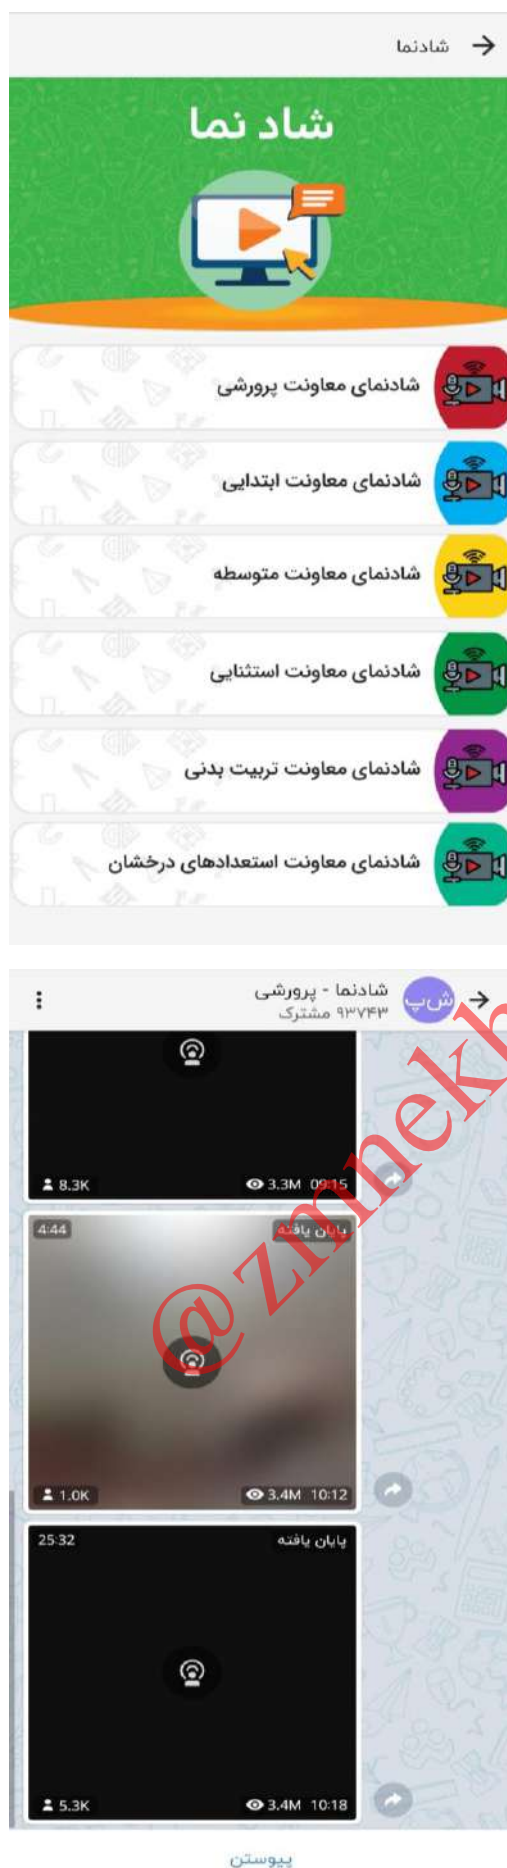 شادنما
شاد نما
شادنمای معاونت پرورشی
شادنمای معاونت ابتدایی
شادنمای معاونت متوسطه
شادنمای معاونت استثنایی
شادنمای معاونت تربیت بدنی
شادنمای معاونت استعدادهای درخشان
شادنما - پرورشی
ش‌پ
۹۳۷۴۳ مشترک
8.3K 3.3M 09:15
4:44 پایان یافته
1.0K 3.4M 10:12
25:32 پایان یافته
5.3K 3.4M 10:18
پیوستن